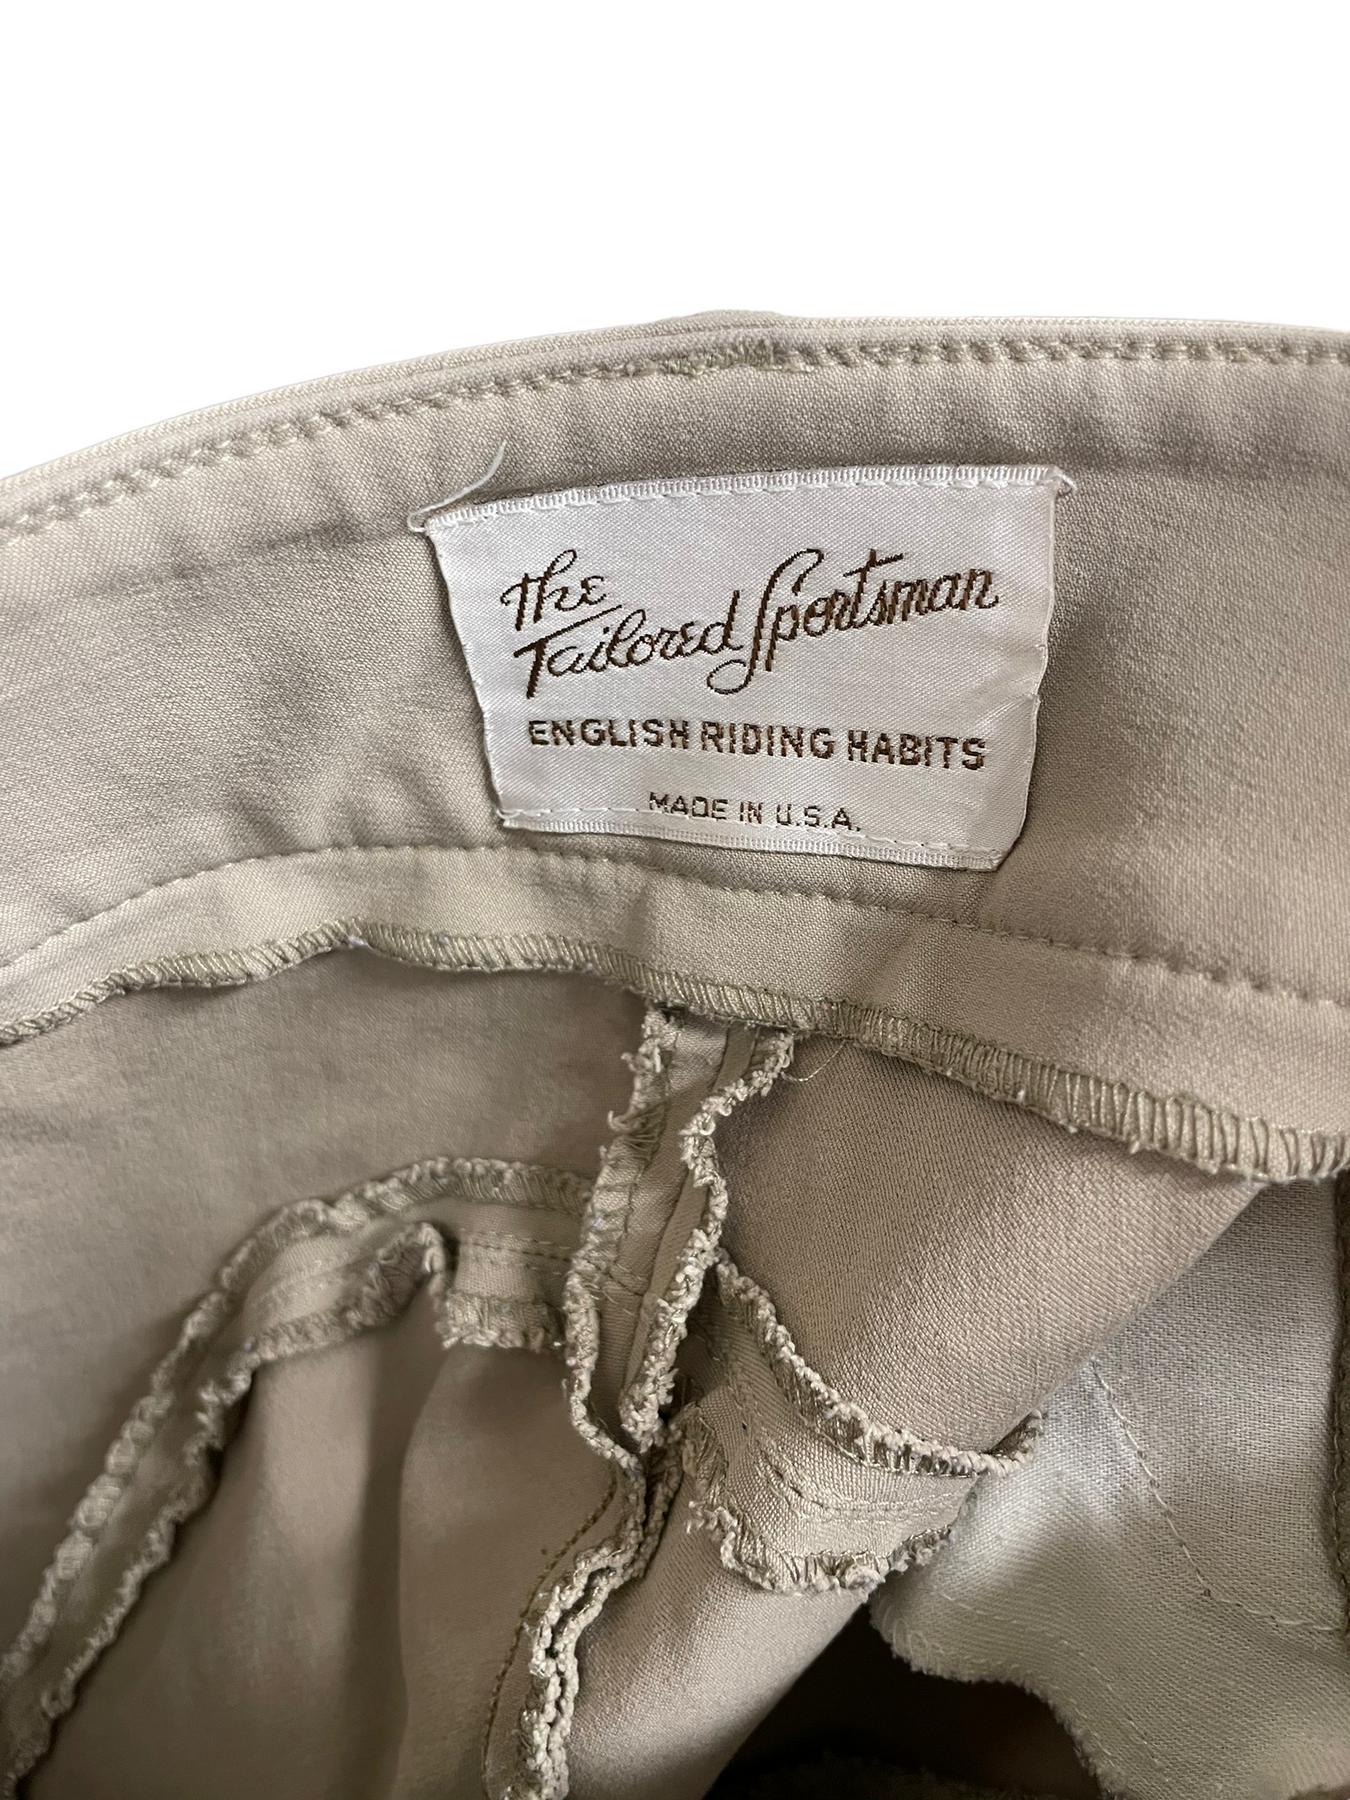 The
Tailored Sportsman
ENGLISH RIDING HABITS
MADE IN U.S.A.